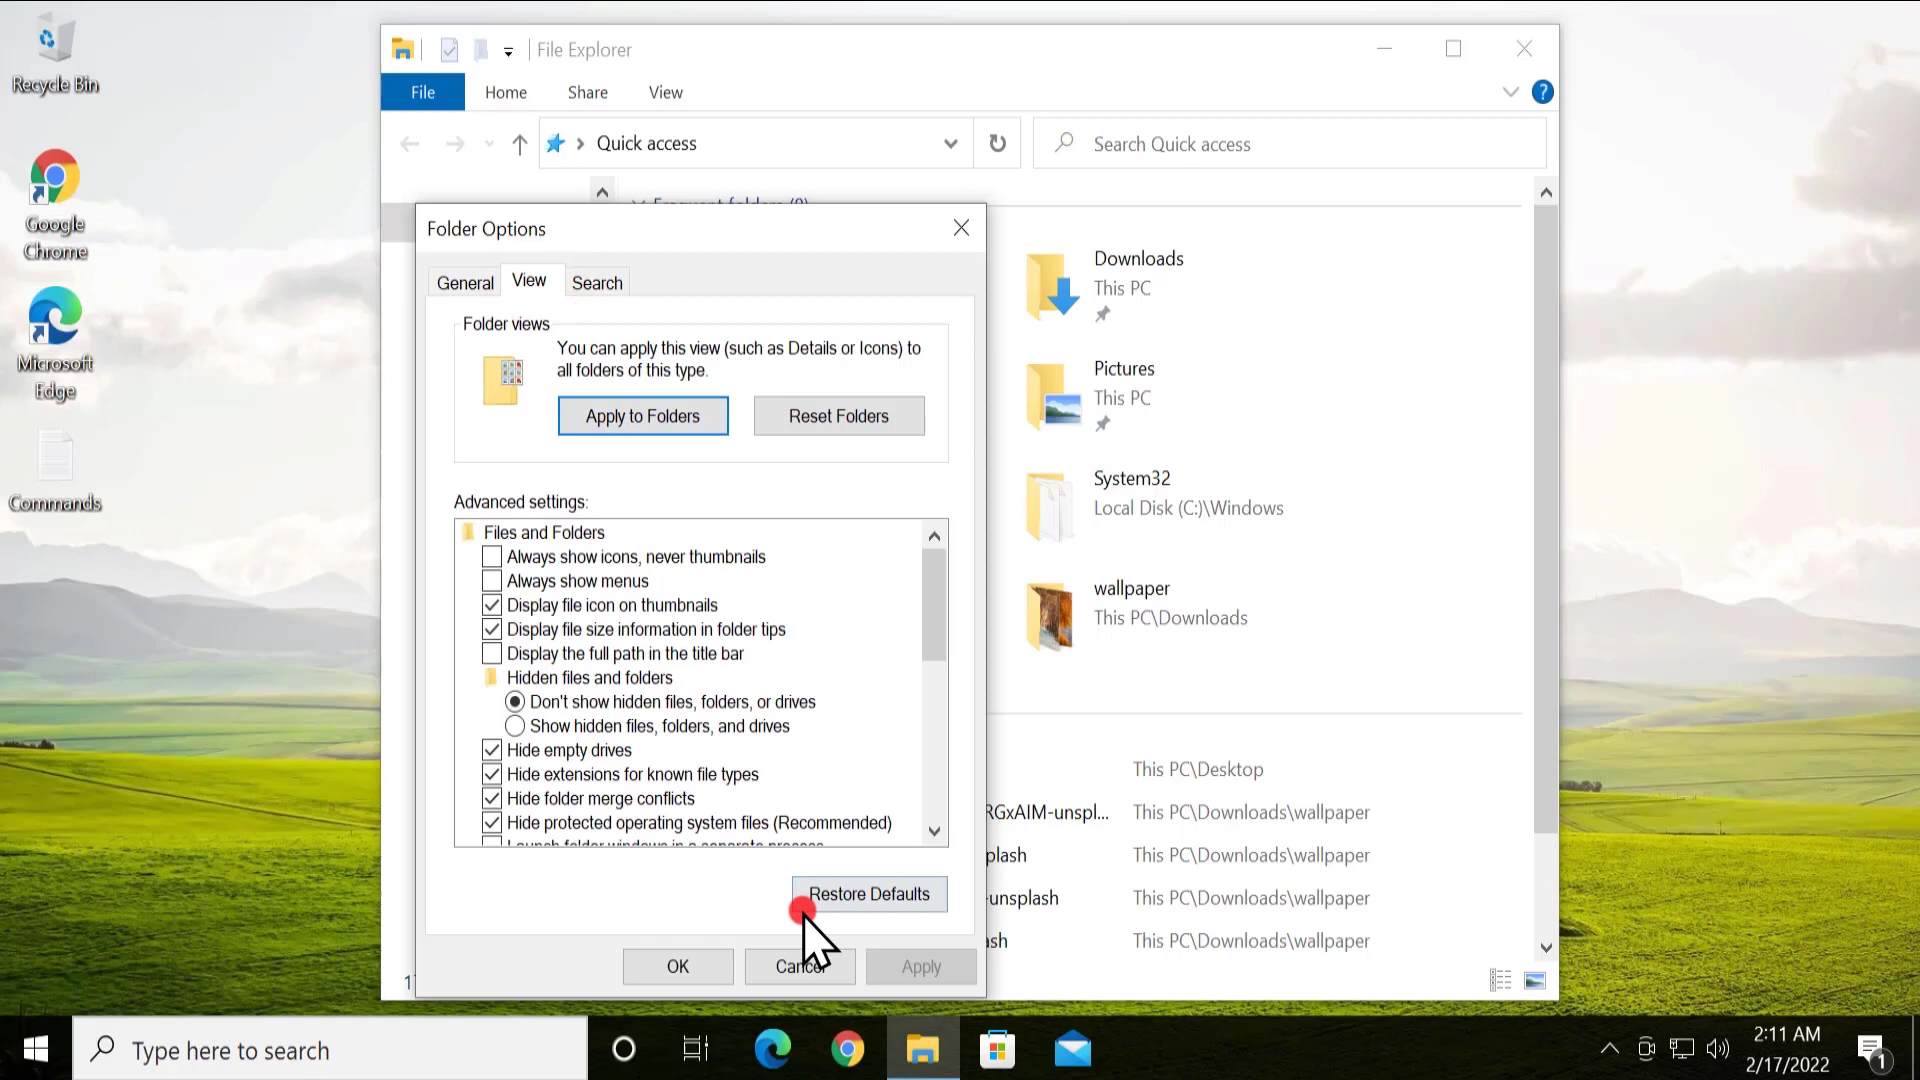 Recycle Bin
Google
Chrome
Microsoft
Edge
Commands
File Explorer
File
Home
Share
View
?
Quick access
Search Quick access
Frequent folders
Folder Options
General
View
Search
Folder views
You can apply this view (such as Details or Icons) to
all folders of this type.
Apply to Folders
Reset Folders
Advanced settings:
Files and Folders
Always show icons, never thumbnails
Always show menus
Display file icon on thumbnails
Display file size information in folder tips
Display the full path in the title bar
Hidden files and folders
Don't show hidden files, folders, or drives
Show hidden files, folders, and drives
Hide empty drives
Hide extensions for known file types
Hide folder merge conflicts
Hide protected operating system files (Recommended)
Launch folder windows in a separate process
Restore Defaults
OK
Cancel
Apply
Downloads
This PC
Pictures
This PC
System32
Local Disk (C:)\Windows
wallpaper
This PC\Downloads
This PC\Desktop
RGxAIM-unspl... This PC\Downloads\wallpaper
plash This PC\Downloads\wallpaper
-unsplash This PC\Downloads\wallpaper
ash This PC\Downloads\wallpaper
Type here to search
2:11 AM
2/17/2022
1